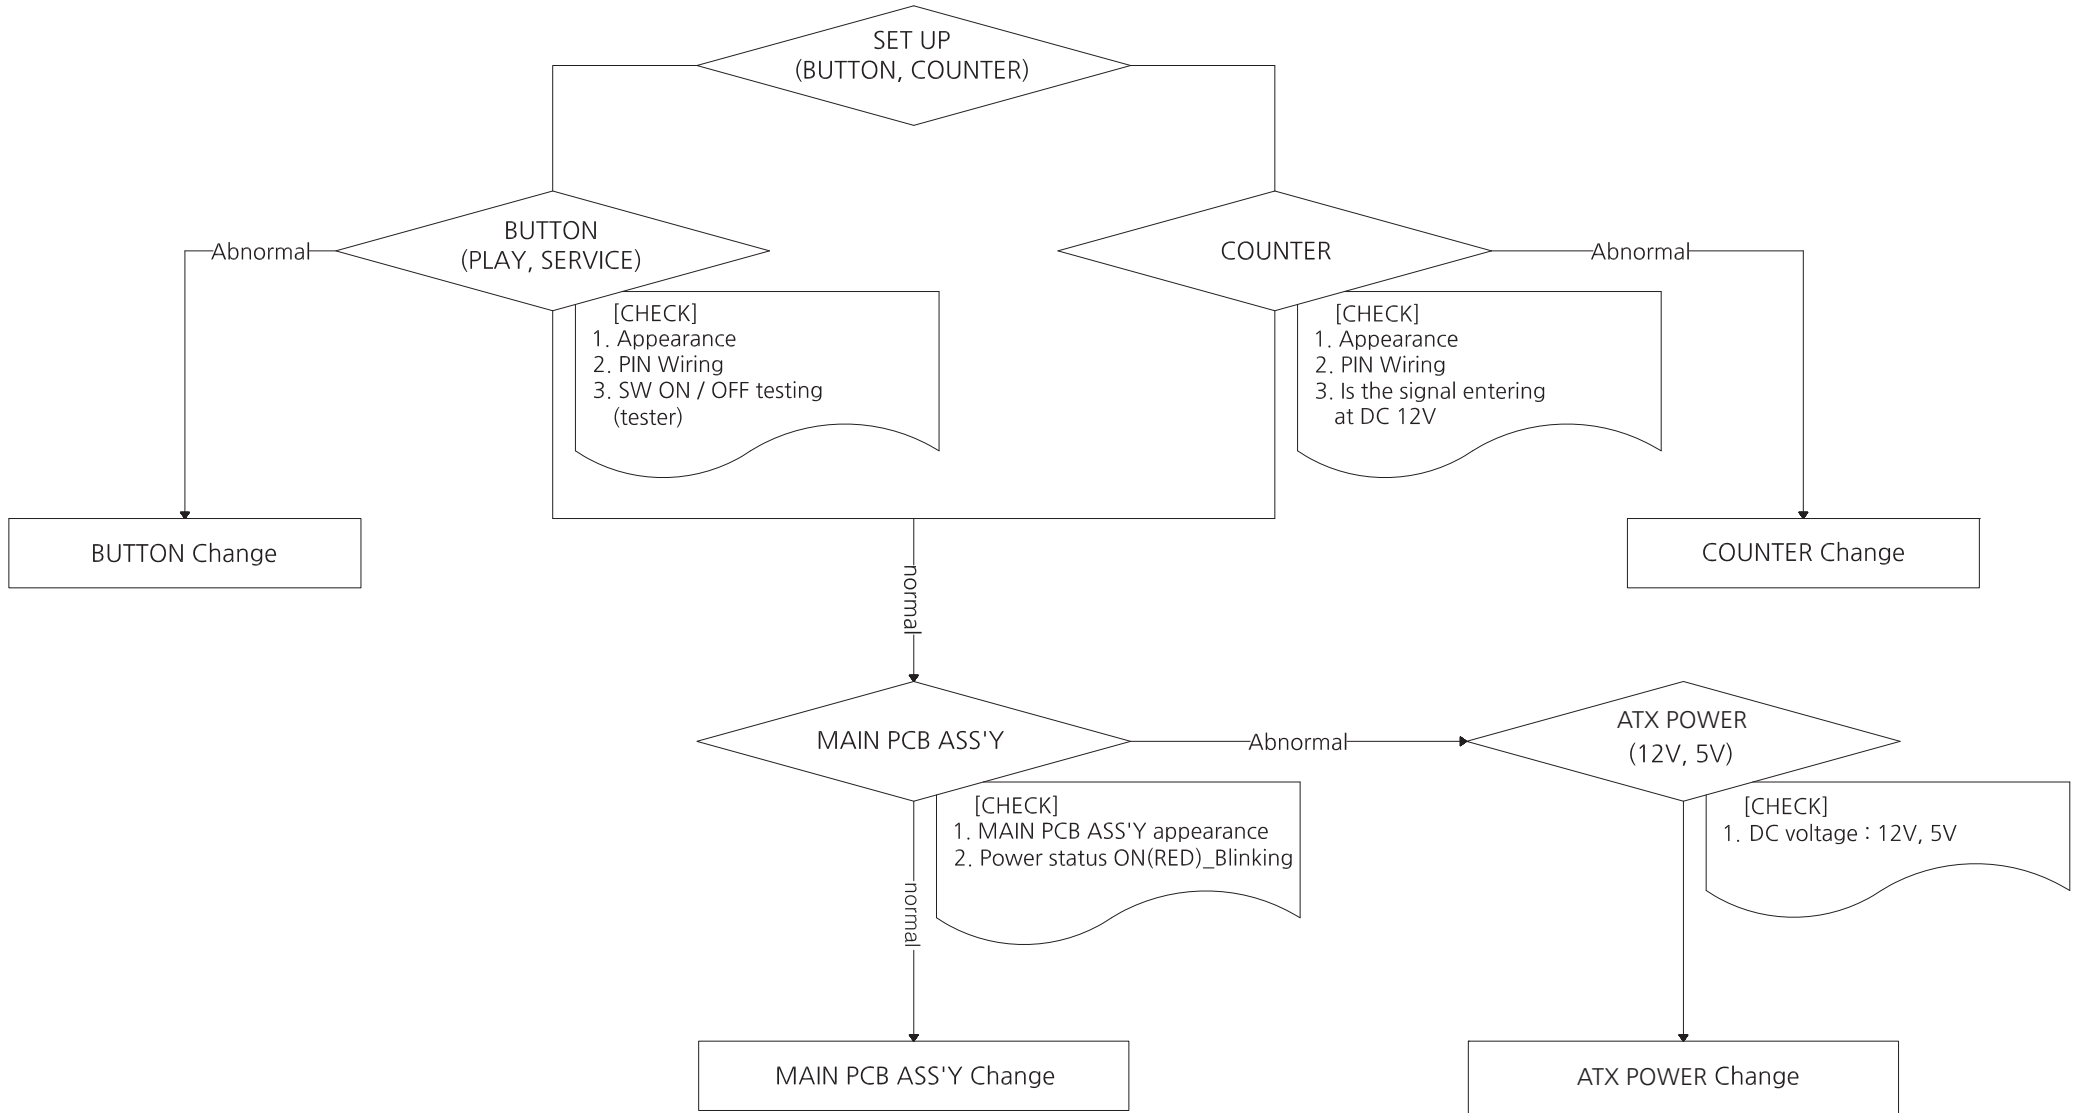 SET UP
(BUTTON, COUNTER)
BUTTON
(PLAY, SERVICE)
Abnormal
COUNTER
Abnormal
[CHECK]
1. Appearance
2. PIN Wiring
3. SW ON / OFF testing
(tester)
[CHECK]
1. Appearance
2. PIN Wiring
3. Is the signal entering
at DC 12V
BUTTON Change
COUNTER Change
normal
MAIN PCB ASS'Y
Abnormal
ATX POWER
(12V, 5V)
[CHECK]
1. MAIN PCB ASS'Y appearance
2. Power status ON(RED)_Blinking
[CHECK]
1. DC voltage : 12V, 5V
normal
MAIN PCB ASS'Y Change
ATX POWER Change